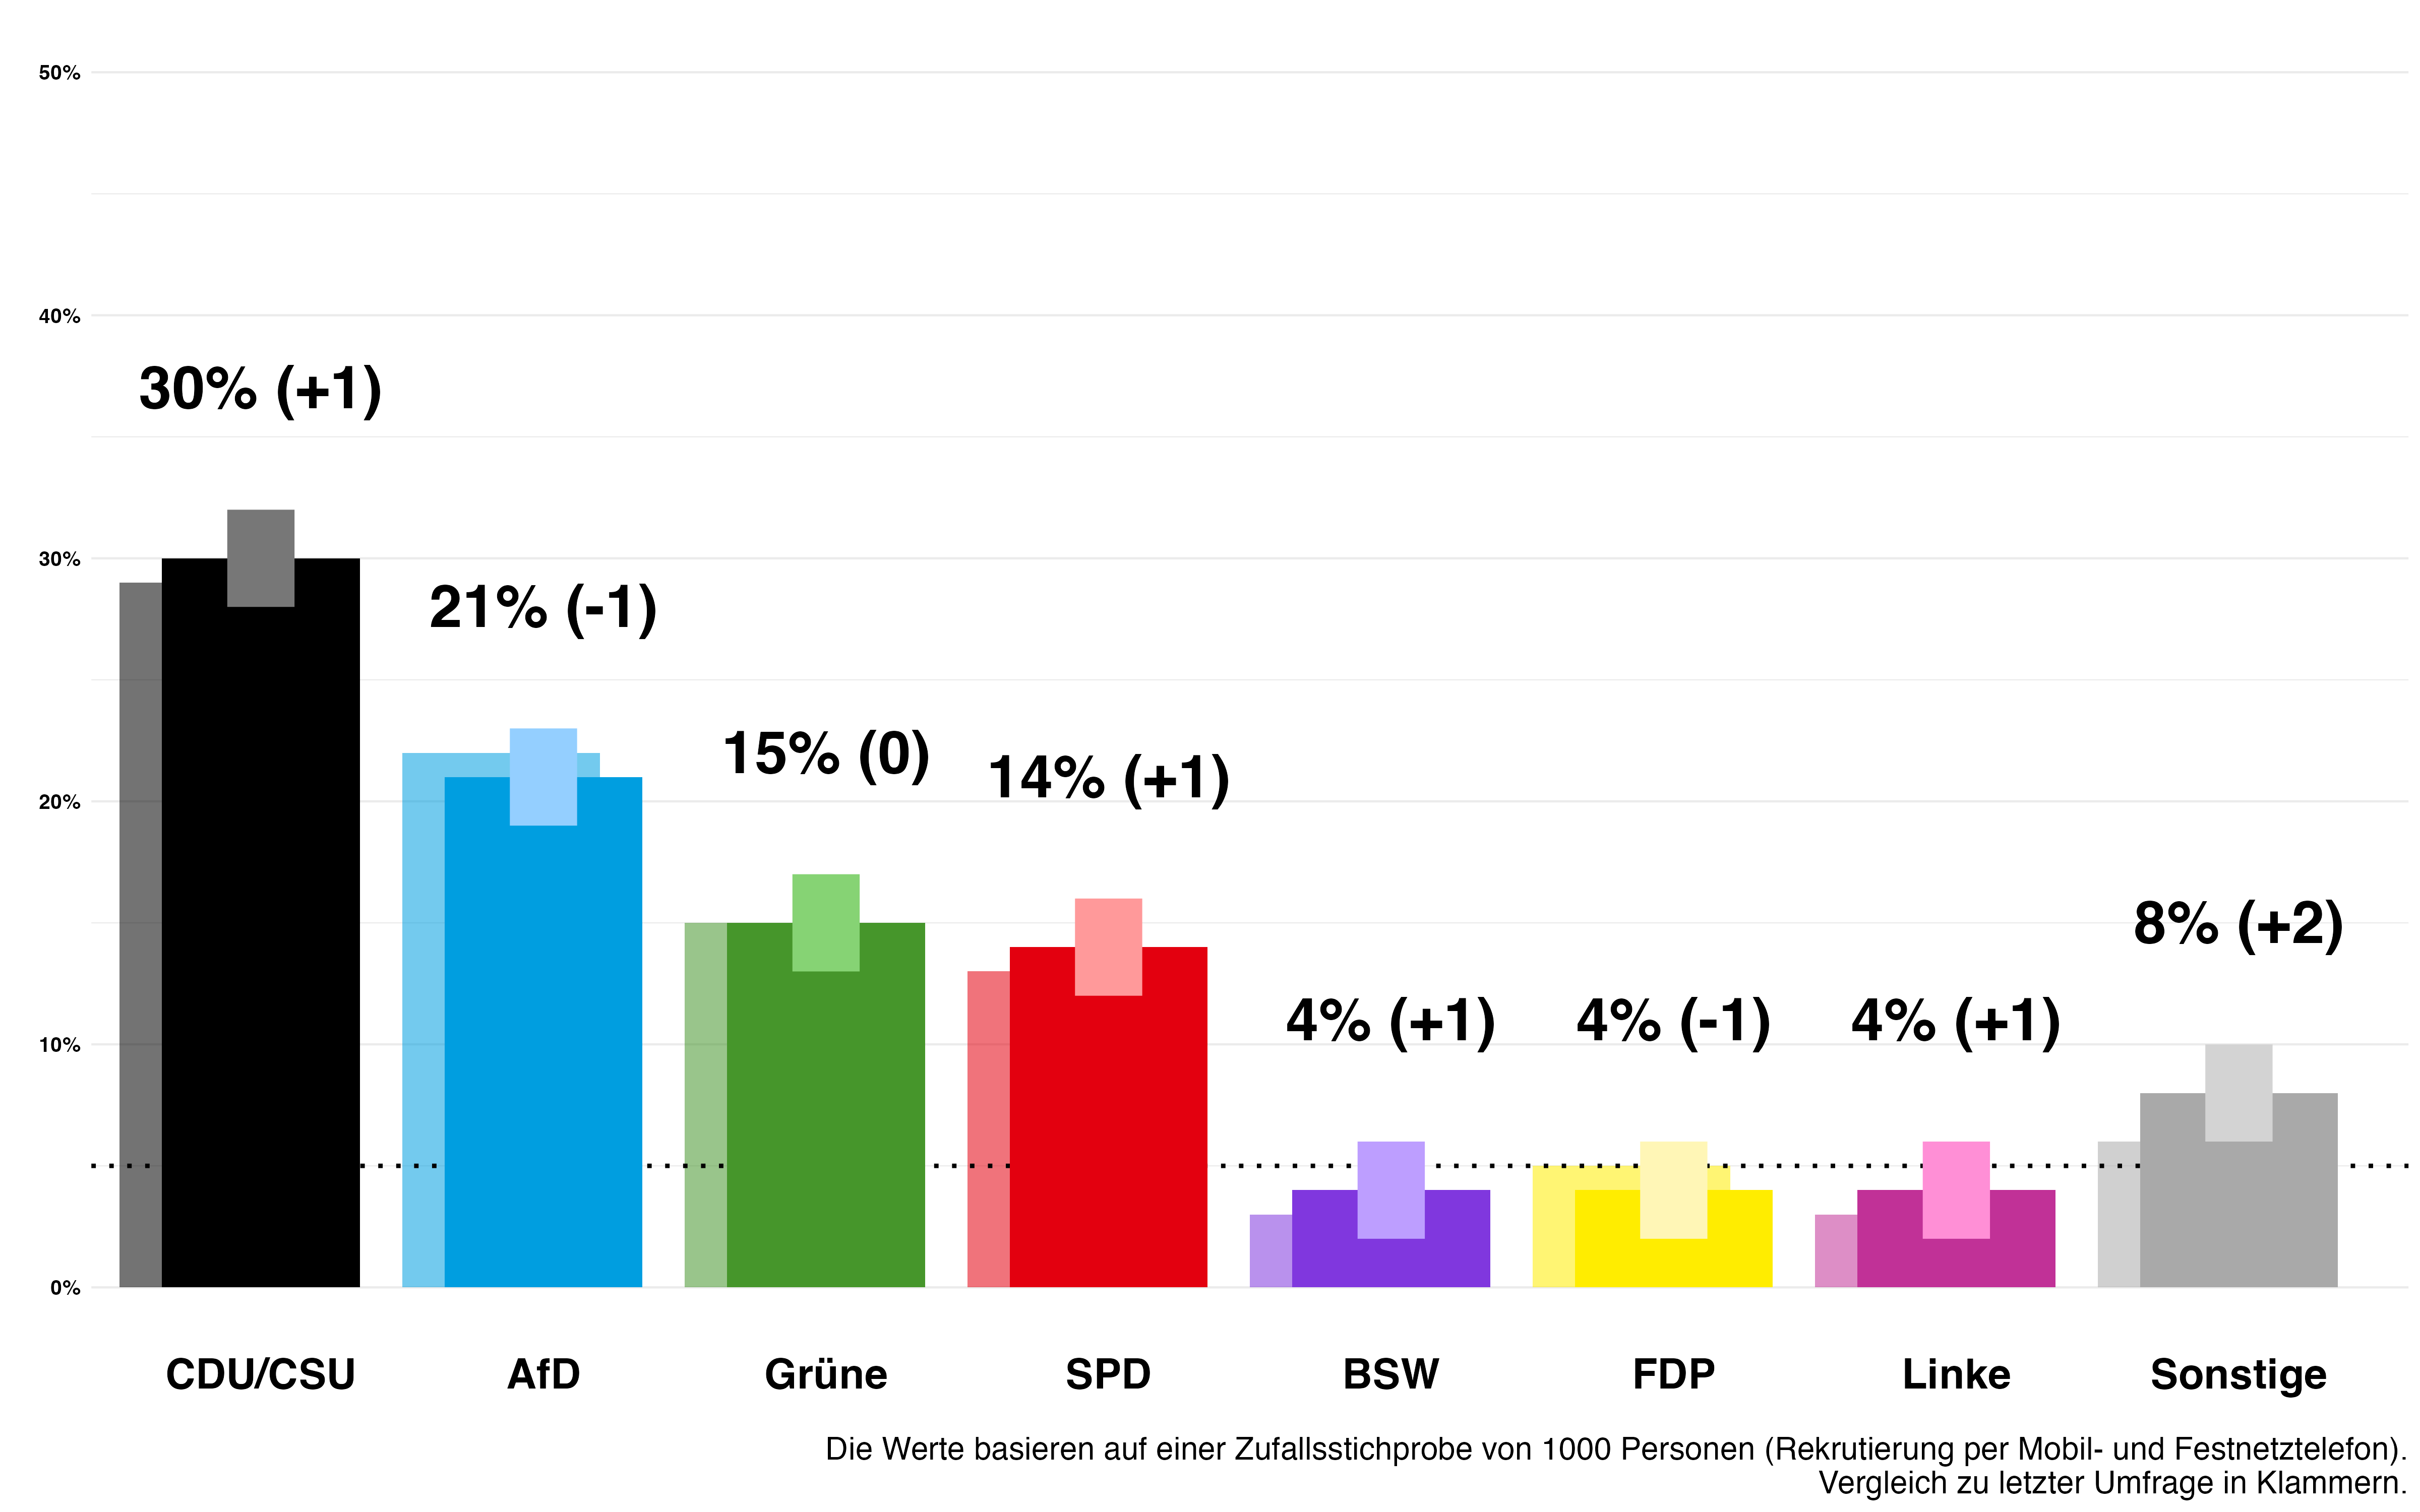 50%
40%
30% (+1)
30%
21% (-1)
15% (0)
14% (+1)
20%
8% (+2)
4% (+1)
4% (-1)
4% (+1)
10%
0%
CDU/CSU
AfD
Grüne
SPD
BSW
FDP
Linke
Sonstige
Die Werte basieren auf einer Zufallsstichprobe von 1000 Personen (Rekrutierung per Mobil- und Festnetztelefon).
Vergleich zu letzter Umfrage in Klammern.